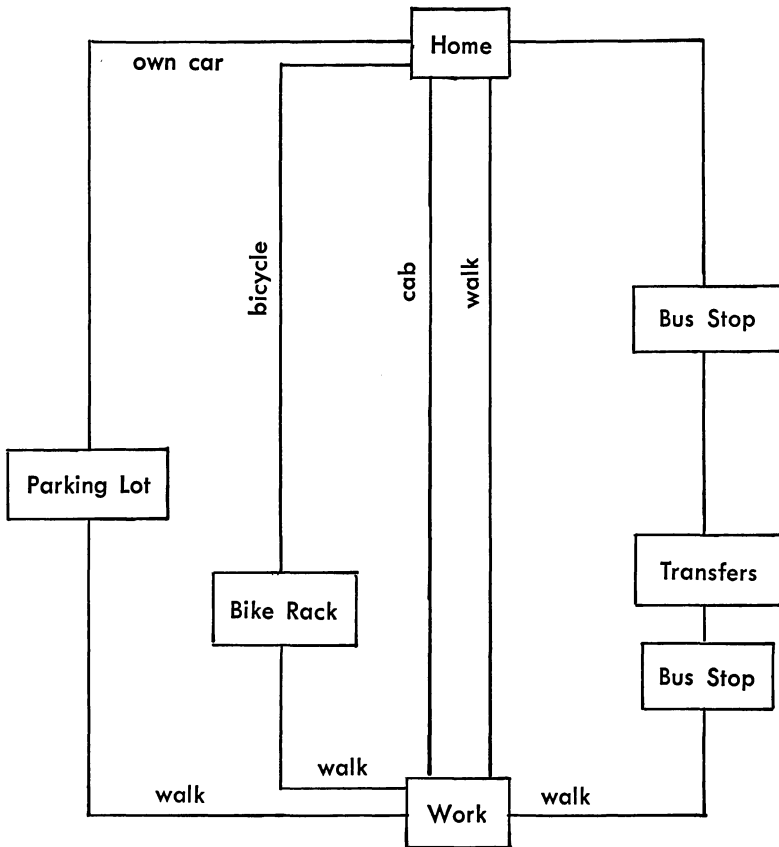 Home
own car
bicycle
cab
walk
Bus Stop
Parking Lot
Transfers
Bike Rack
Bus Stop
walk
walk
Work
walk